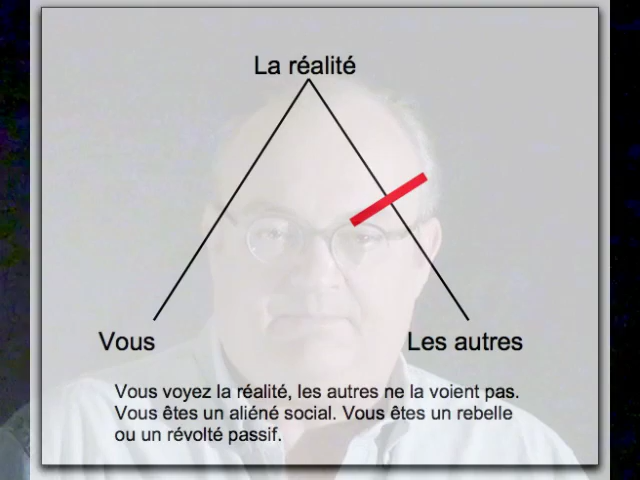 La réalité
Vous
Les autres
Vous voyez la réalité, les autres ne la voient pas.
Vous êtes un aliéné social. Vous êtes un rebelle
ou un révolté passif.